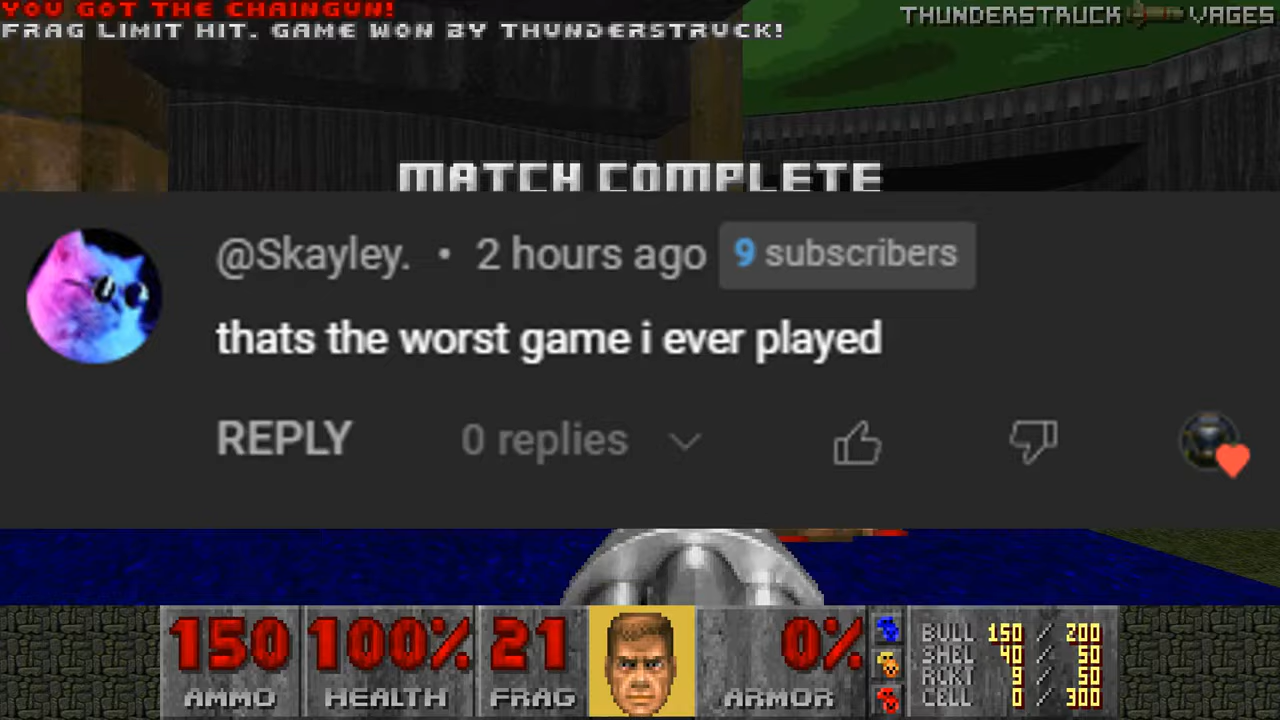 YOU GOT THE CHAINGUN!
THUNDERSTRUCK VAGES
FRAG LIMIT HIT. GAME WON BY THUNDERSTRUCK!
MATCH COMPLETE
@Skayley. • 2 hours ago 9 subscribers
thats the worst game i ever played
REPLY 0 replies
150 100% 21 0%
AMMO HEALTH FRAG ARMOR
BULL 150 / 200
SHEL 40 / 50
RCKT 9 / 50
CELL 0 / 300